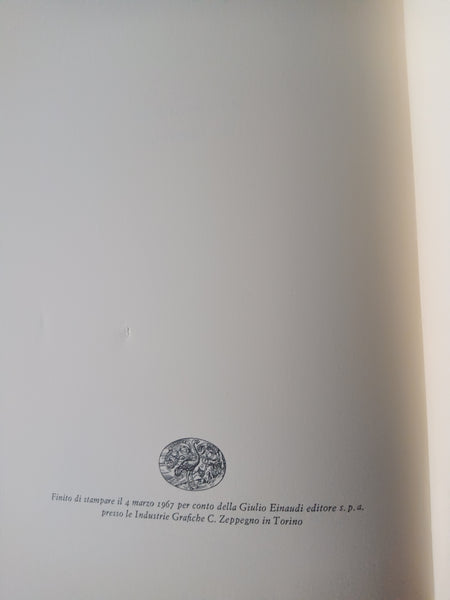 Finito di stampare il 4 marzo 1967 per conto della Giulio Einaudi editore s.p.a.
presso le Industrie Grafiche C. Zeppegno in Torino